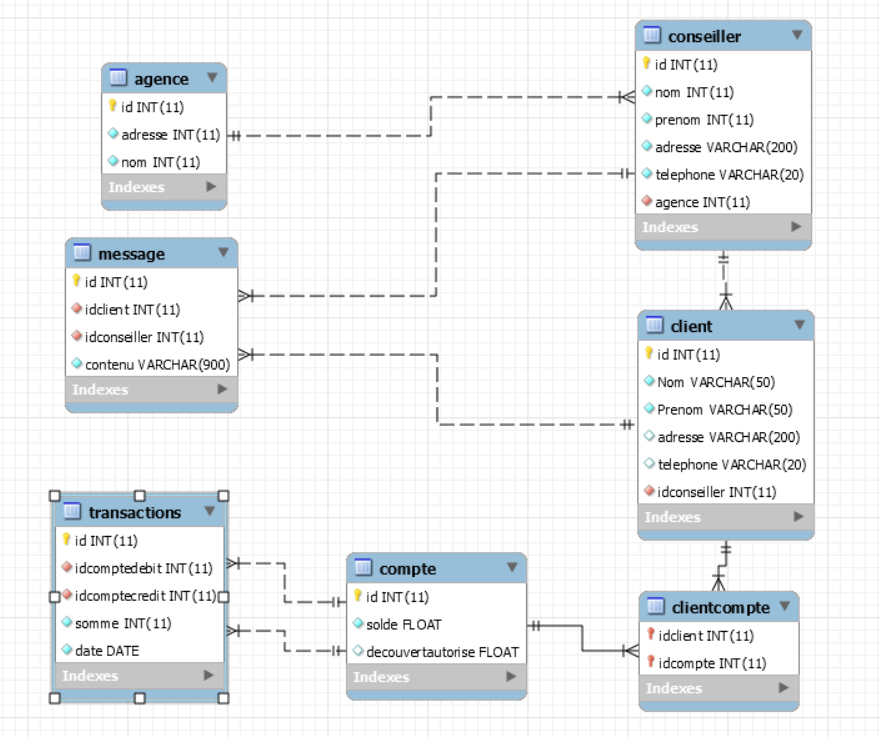 agence
id INT(11)
adresse INT(11)
nom INT(11)
Indexes
conseiller
id INT(11)
nom INT(11)
prenom INT(11)
adresse VARCHAR(200)
telephone VARCHAR(20)
agence INT(11)
Indexes
message
id INT(11)
idclient INT(11)
idconseiller INT(11)
contenu VARCHAR(900)
Indexes
client
id INT(11)
Nom VARCHAR(50)
Prenom VARCHAR(50)
adresse VARCHAR(200)
telephone VARCHAR(20)
idconseiller INT(11)
Indexes
transactions
id INT(11)
idcomptedebit INT(11)
idcomptecredit INT(11)
somme INT(11)
date DATE
Indexes
compte
id INT(11)
solde FLOAT
decouvertautorise FLOAT
Indexes
clientcompte
idclient INT(11)
idcompte INT(11)
Indexes